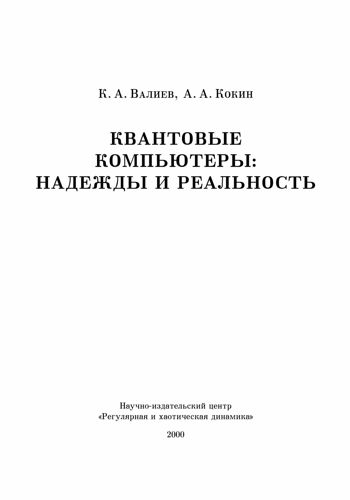 К. А. Валиев, А. А. Кокин
КВАНТОВЫЕ
КОМПЬЮТЕРЫ:
НАДЕЖДЫ И РЕАЛЬНОСТЬ
Научно-издательский центр
«Регулярная и хаотическая динамика»
2000